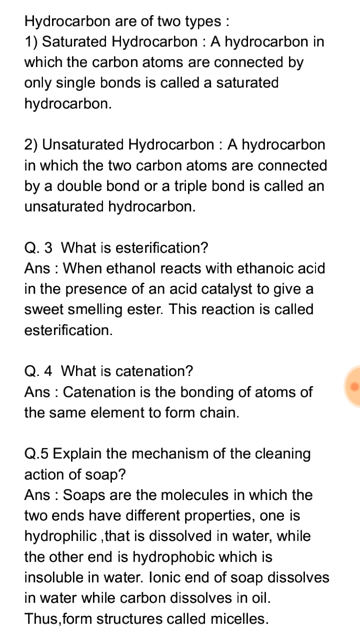 Hydrocarbon are of two types :
1) Saturated Hydrocarbon : A hydrocarbon in
which the carbon atoms are connected by
only single bonds is called a saturated
hydrocarbon.
2) Unsaturated Hydrocarbon : A hydrocarbon
in which the two carbon atoms are connected
by a double bond or a triple bond is called an
unsaturated hydrocarbon.
Q. 3  What is esterification?
Ans : When ethanol reacts with ethanoic acid
in the presence of an acid catalyst to give a
sweet smelling ester. This reaction is called
esterification.
Q. 4  What is catenation?
Ans : Catenation is the bonding of atoms of
the same element to form chain.
Q.5 Explain the mechanism of the cleaning
action of soap?
Ans : Soaps are the molecules in which the
two ends have different properties, one is
hydrophilic ,that is dissolved in water, while
the other end is hydrophobic which is
insoluble in water. Ionic end of soap dissolves
in water while carbon dissolves in oil.
Thus,form structures called micelles.